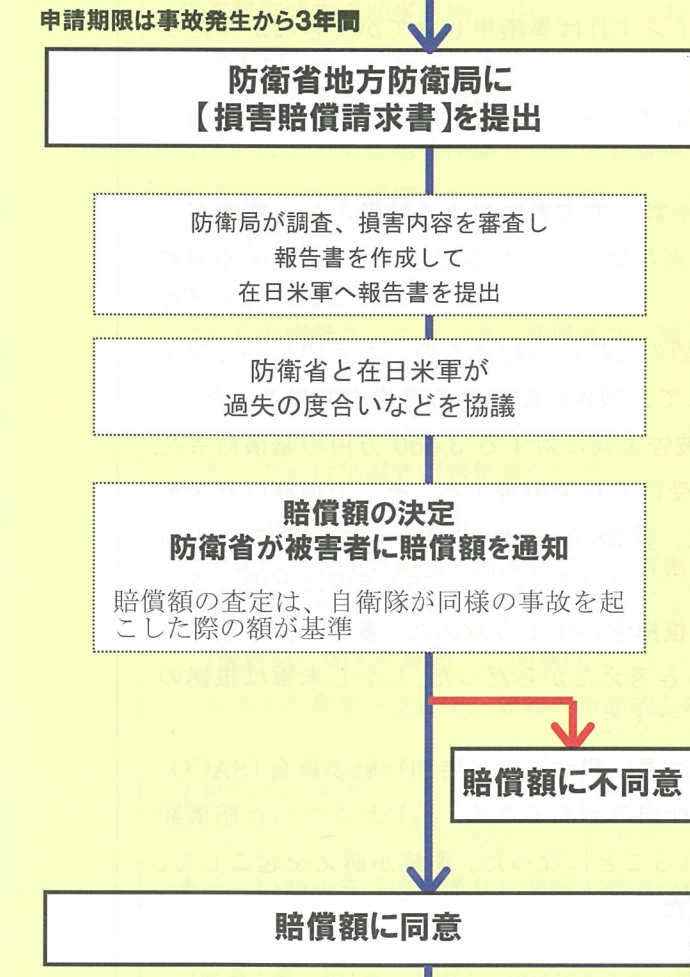 申請期限は事故発生から3年間
防衛省地方防衛局に
【損害賠償請求書】を提出
防衛局が調査、損害内容を審査し
報告書を作成して
在日米軍へ報告書を提出
防衛省と在日米軍が
過失の度合いなどを協議
賠償額の決定
防衛省が被害者に賠償額を通知
賠償額の査定は、自衛隊が同様の事故を起
こした際の額が基準
賠償額に不同意
賠償額に同意